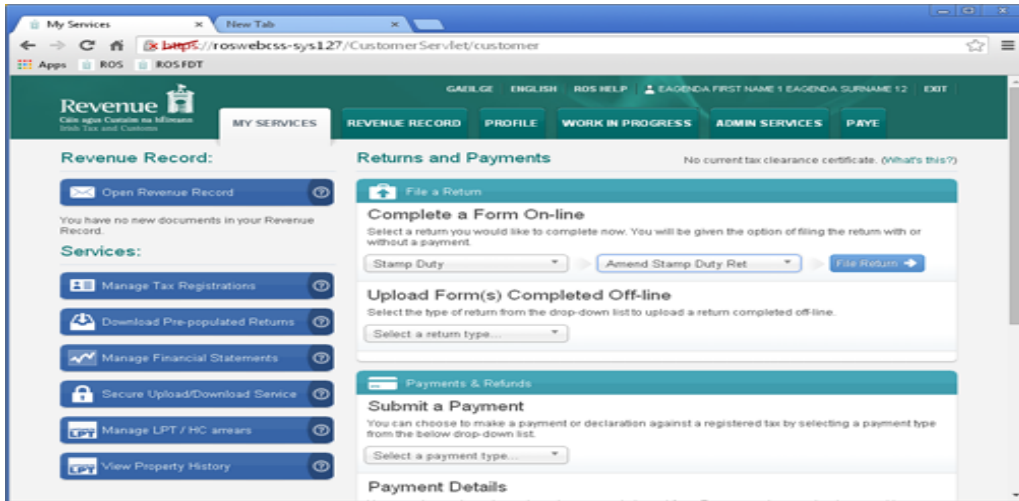 My Services
New Tab
https://roswebcss-sys127/CustomerServlet/customer
Apps ROS ROS FDT
GAEILGE ENGLISH ROS HELP EAGENDA FIRST NAME 1 EAGENDA SURNAME 12 EXIT
Revenue
Cáin agus Custaim na hÉireann
Irish Tax and Customs
MY SERVICES REVENUE RECORD PROFILE WORK IN PROGRESS ADMIN SERVICES PAYE
Revenue Record:
Open Revenue Record
You have no new documents in your Revenue
Record.
Services:
Manage Tax Registrations
Download Pre-populated Returns
Manage Financial Statements
Secure Upload/Download Service
LPT Manage LPT / HC arrears
LPT View Property History
Returns and Payments
No current tax clearance certificate. (What's this?)
File a Return
Complete a Form On-line
Select a return you would like to complete now. You will be given the option of filing the return with or
without a payment.
Stamp Duty Amend Stamp Duty Ret File Return
Upload Form(s) Completed Off-line
Select the type of return from the drop-down list to upload a return completed off-line.
Select a return type...
Payments & Refunds
Submit a Payment
You can choose to make a payment or declaration against a registered tax by selecting a payment type
from the below drop-down list.
Select a payment type...
Payment Details